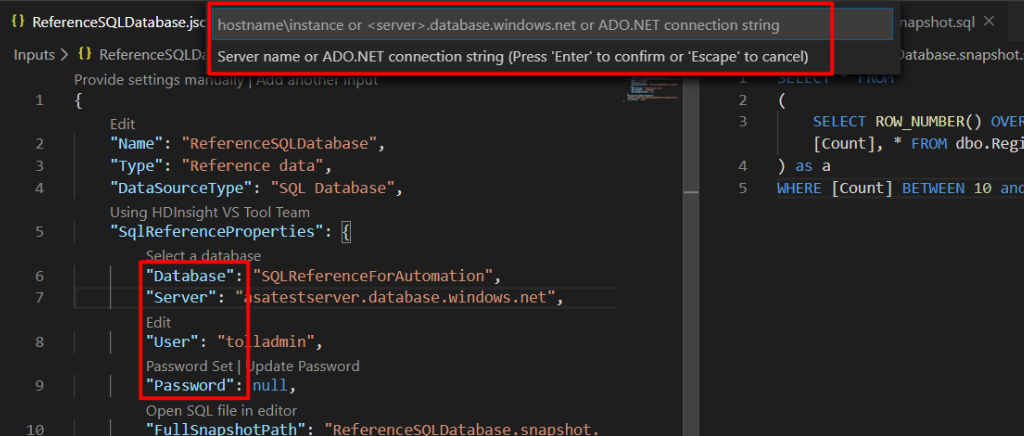 ReferenceSQLDatabase.jsc
hostname\instance or <server>.database.windows.net or ADO.NET connection string
napshot.sql
Inputs > {} ReferenceSQLDa
Server name or ADO.NET connection string (Press 'Enter' to confirm or 'Escape' to cancel)
Database.snapshot.s
Provide settings manually | Add another input
1 {
Edit
2 "Name": "ReferenceSQLDatabase",
3 "Type": "Reference data",
4 "DataSourceType": "SQL Database",
Using HDInsight VS Tool Team
5 "SqlReferenceProperties": {
Select a database
6 "Database": "SQLReferenceForAutomation",
7 "Server": "asatestserver.database.windows.net",
Edit
8 "User": "tolladmin",
Password Set | Update Password
9 "Password": null,
Open SQL file in editor
10 "FullSnapshotPath": "ReferenceSQLDatabase.snapshot.
SELECT * FROM
2 (
3 SELECT ROW_NUMBER() OVER
[Count], * FROM dbo.Regi
4 ) as a
5 WHERE [Count] BETWEEN 10 and